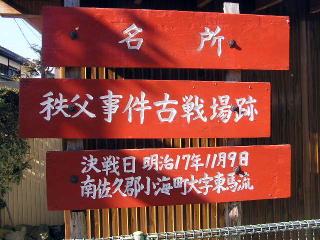 名所
秩父事件古戦場跡
決戦日 明治17年11月9日
南佐久郡小海町大字東馬流